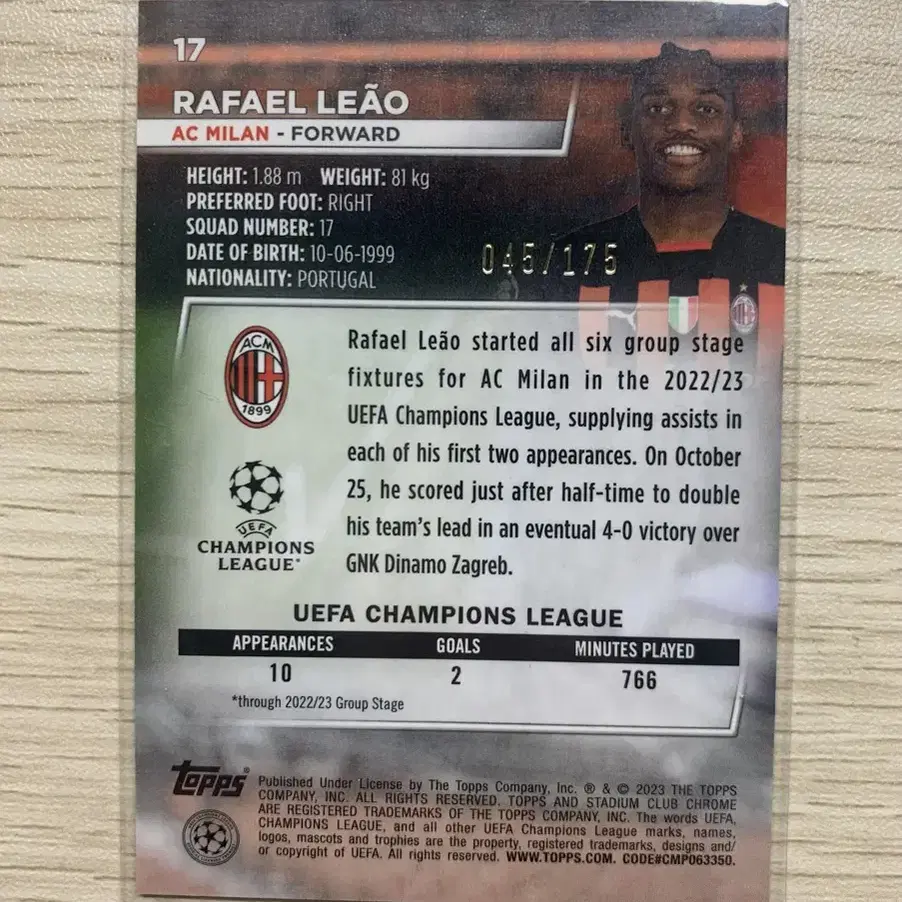 17
RAFAEL LEÃO
AC MILAN - FORWARD
HEIGHT: 1.88 m WEIGHT: 81 kg
PREFERRED FOOT: RIGHT
SQUAD NUMBER: 17
DATE OF BIRTH: 10-06-1999
045/175
NATIONALITY: PORTUGAL
ACM
1899
Rafael Leão started all six group stage
fixtures for AC Milan in the 2022/23
UEFA Champions League, supplying assists in
each of his first two appearances. On October
25, he scored just after half-time to double
his team's lead in an eventual 4-0 victory over
GNK Dinamo Zagreb.
UEFA
CHAMPIONS
LEAGUE
UEFA CHAMPIONS LEAGUE
APPEARANCES GOALS MINUTES PLAYED
10 2 766
*through 2022/23 Group Stage
Topps
Published Under License by The Topps Company, Inc. ® & © 2023 THE TOPPS
COMPANY, INC. ALL RIGHTS RESERVED. TOPPS AND STADIUM CLUB CHROME
ARE REGISTERED TRADEMARKS OF THE TOPPS COMPANY, INC. The words UEFA,
CHAMPIONS LEAGUE, and all other UEFA Champions League marks, names,
logos, mascots and trophies are the property, registered trademarks, designs and/
or copyright of UEFA. All rights reserved. WWW.TOPPS.COM. CODE#CMP063350.